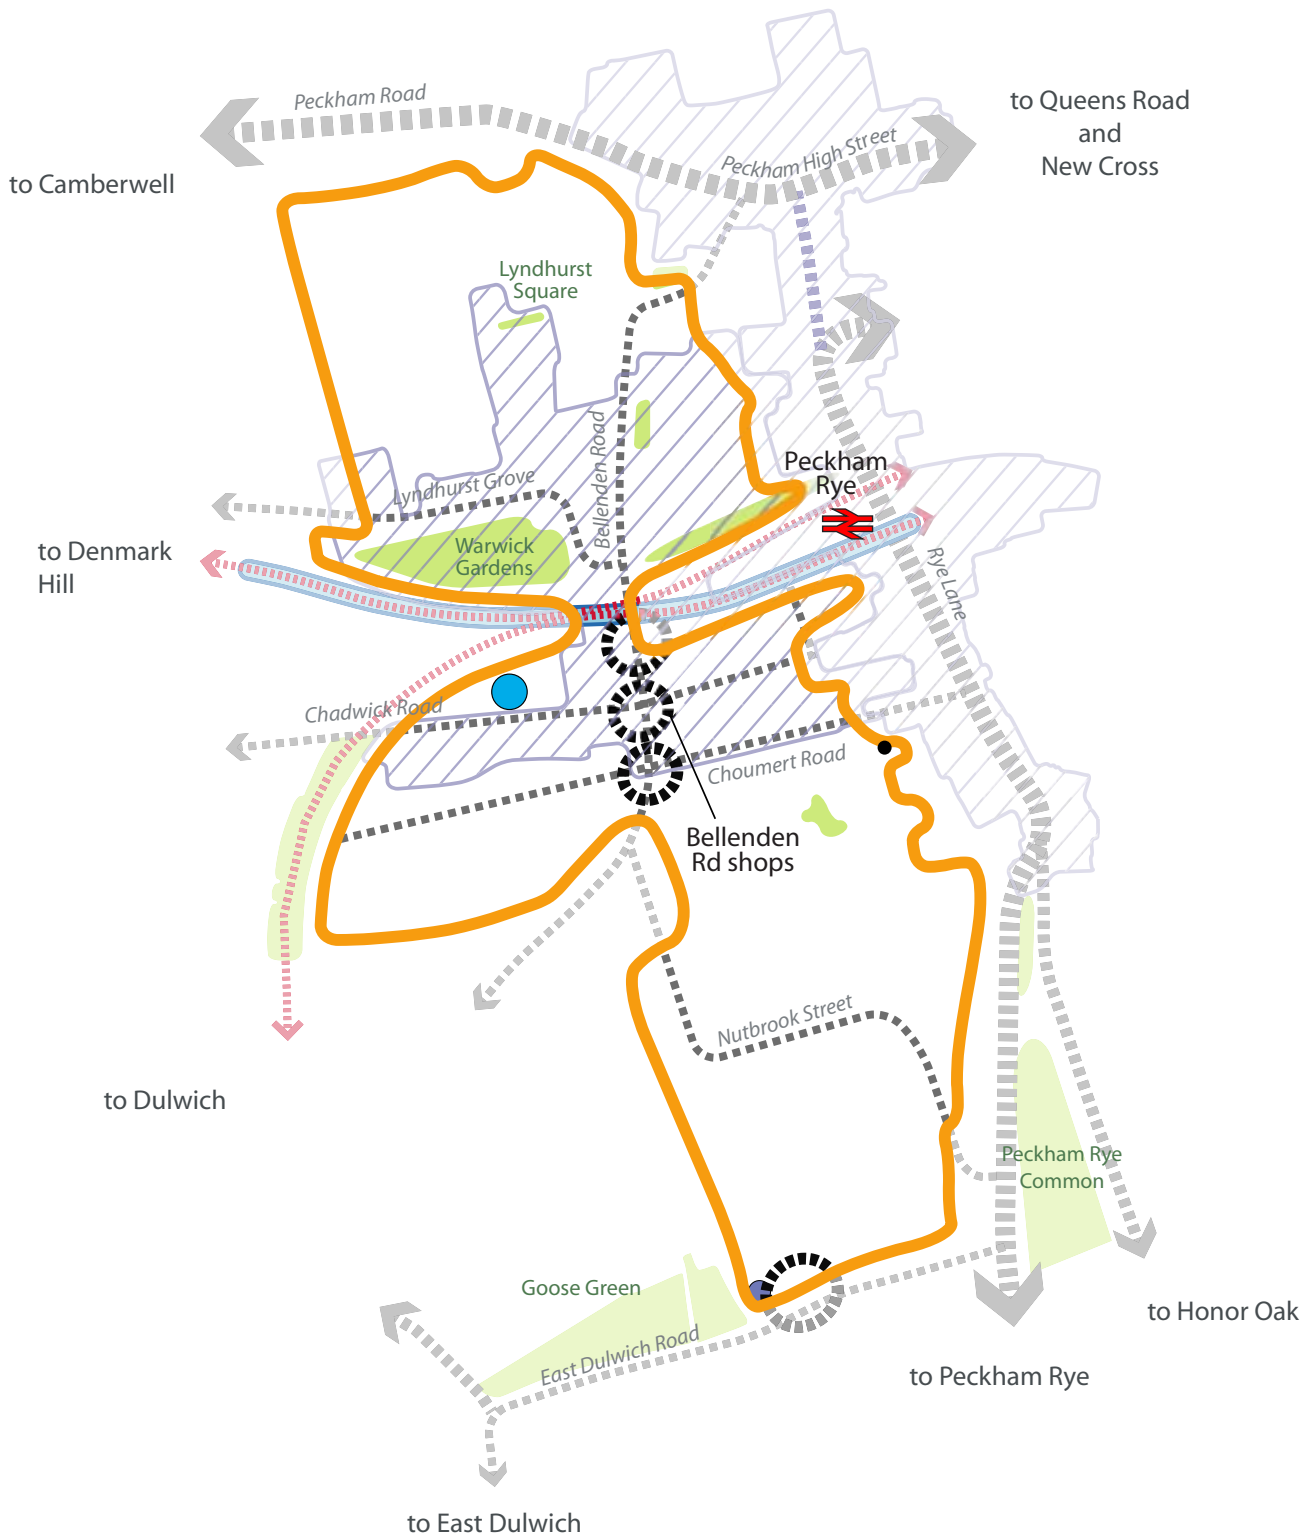 Peckham Road
to Queens Road
and
New Cross
Peckham High Street
to Camberwell
Lyndhurst
Square
Bellenden Road
Peckham
Rye
Lyndhurst Grove
to Denmark
Hill
Warwick
Gardens
Rye Lane
Chadwick Road
Choumert Road
Bellenden
Rd shops
Nutbrook Street
to Dulwich
Peckham Rye
Common
Goose Green
to Honor Oak
East Dulwich Road
to Peckham Rye
to East Dulwich